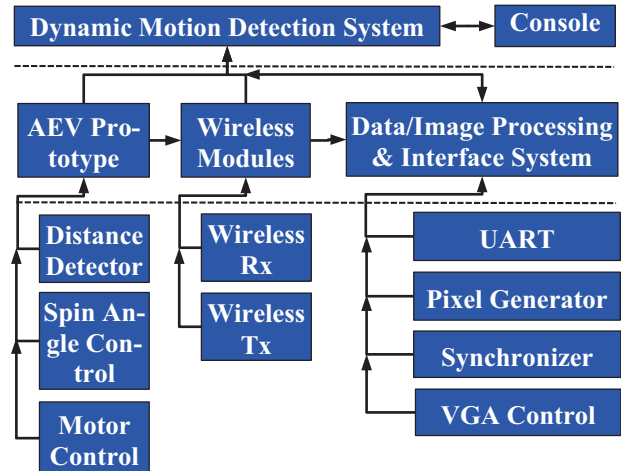 Dynamic Motion Detection System
Console
AEV Pro-
totype
Wireless
Modules
Data/Image Processing
& Interface System
Distance
Detector
Spin An-
gle Con-
trol
Motor
Control
Wireless
Rx
Wireless
Tx
UART
Pixel Generator
Synchronizer
VGA Control